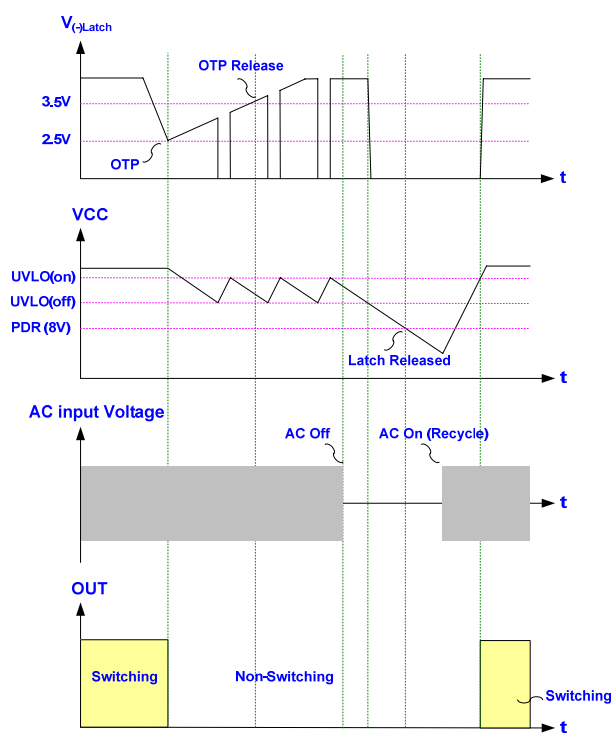 V(-)Latch
OTP Release
3.5V
2.5V
OTP
t
VCC
UVLO(on)
UVLO(off)
PDR (8V)
Latch Released
t
AC input Voltage
AC Off
AC On (Recycle)
t
OUT
Switching
Non-Switching
Switching
t